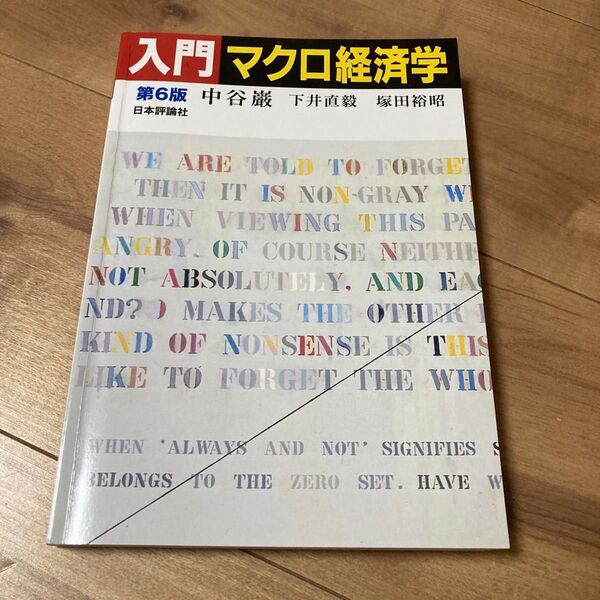 入門 マクロ経済学
第6版 中谷巌 下井直毅 塚田裕昭
日本評論社
WE ARE TOLD TO FORGET
THEN IT IS NON-GRAY W
WHEN VIEWING THIS PA
ANGRY. OF COURSE NEITHE
NOT ABSOLUTELY, AND EAC
ND? O MAKES THE OTHER
KIND OF NONSENSE IS THIS
LIKE TO FORGET THE WHO
WHEN 'ALWAYS AND NOT' SIGNIFIES S
BELONGS TO THE ZERO SET. HAVE W